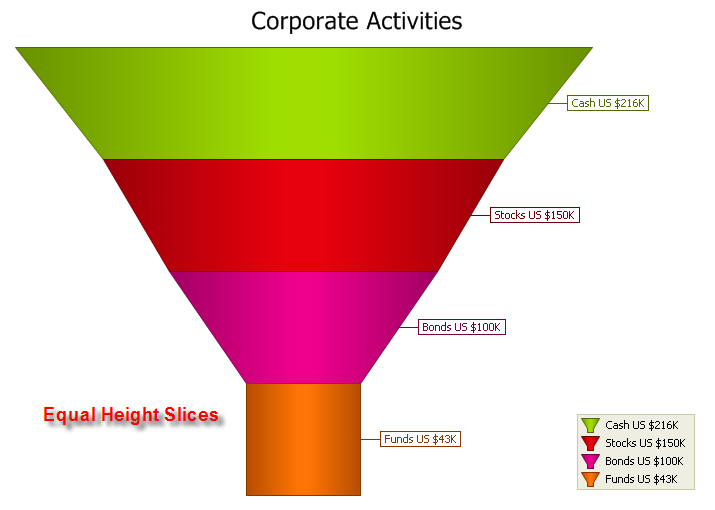 Corporate Activities
Cash US $216K
Stocks US $150K
Bonds US $100K
Equal Height Slices
Funds US $43K
Cash US $216K
Stocks US $150K
Bonds US $100K
Funds US $43K